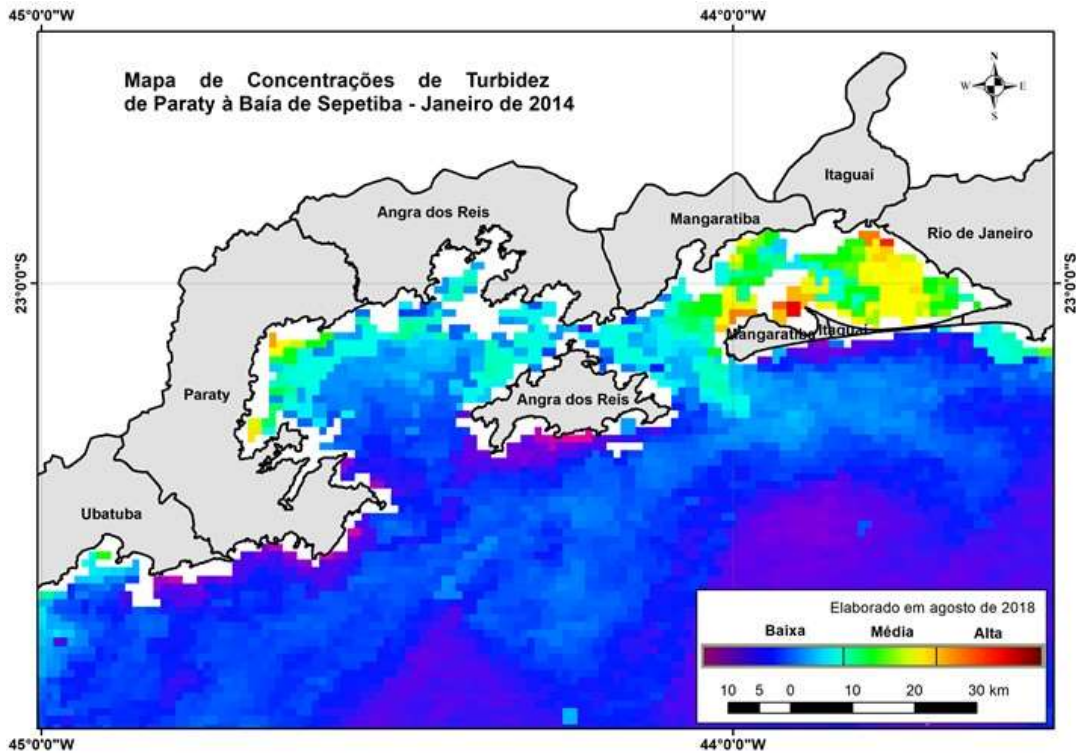 45°0'0"W
44°0'0"W
Mapa de Concentrações de Turbidez
de Paraty à Baía de Sepetiba - Janeiro de 2014
N
W
E
S
Itaguaí
Angra dos Reis
Mangaratiba
Rio de Janeiro
23°0'0"S
23°0'0"S
Mangaratiba
Itaguaí
Paraty
Angra dos Reis
Ubatuba
Elaborado em agosto de 2018
Baixa
Média
Alta
10 5 0 10 20 30 km
45°0'0"W
44°0'0"W